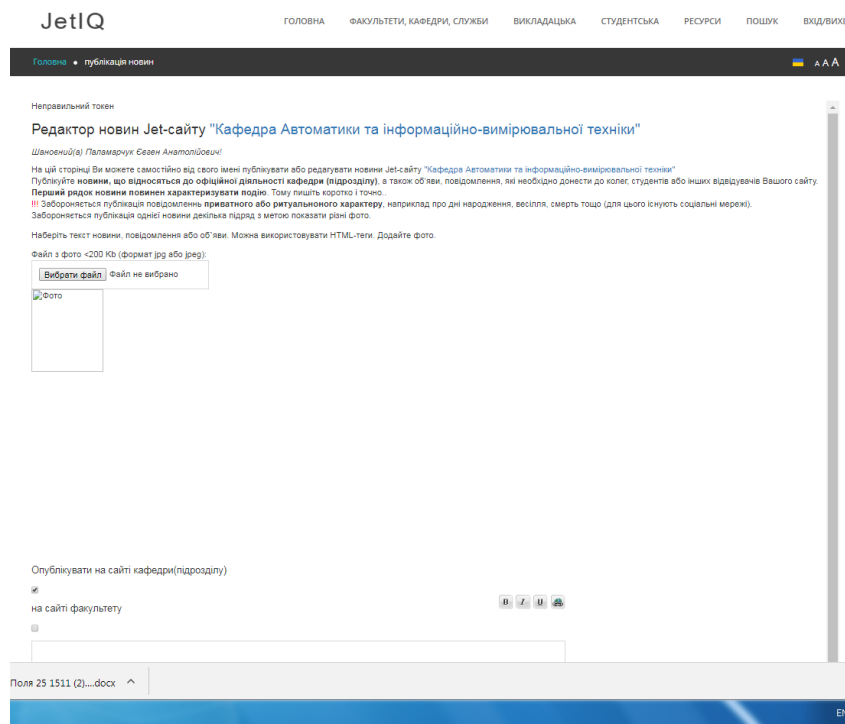 JetIQ
ГОЛОВНА ФАКУЛЬТЕТИ, КАФЕДРИ, СЛУЖБИ ВИКЛАДАЦЬКА СТУДЕНТСЬКА РЕСУРСИ ПОШУК ВХІД/ВИХІ
Головна • публікація новин
A A A
Неправильний токен
Редактор новин Jet-сайту "Кафедра Автоматики та інформаційно-вимірювальної техніки"
Шановний(а) Паламарчук Євген Анатолійович!
На цій сторінці Ви можете самостійно від свого імені публікувати або редагувати новини Jet-сайту "Кафедра Автоматики та інформаційно-вимірювальної техніки"
Публікуйте новини, що відносяться до офіційної діяльності кафедри (підрозділу), а також об'яви, повідомлення, які необхідно донести до колег, студентів або інших відвідувачів Вашого сайту.
Перший рядок новини повинен характеризувати подію. Тому пишіть коротко і точно..
!!! Забороняється публікація повідомленнь приватного або ритуальноного характеру, наприклад про дні народження, весілля, смерть тощо (для цього існують соціальні мережі).
Забороняється публікація однієї новини декілька підряд з метою показати різні фото.
Наберіть текст новини, повідомлення або об'яви. Можна використовувати HTML-теги. Додайте фото.
Файл з фото <200 Kb (формат jpg або jpeg):
Вибрати файл Файл не вибрано
Фото
Опублікувати на сайті кафедри(підрозділу)
B I U
на сайті факультету
Поля 25 1511 (2)....docx
EN